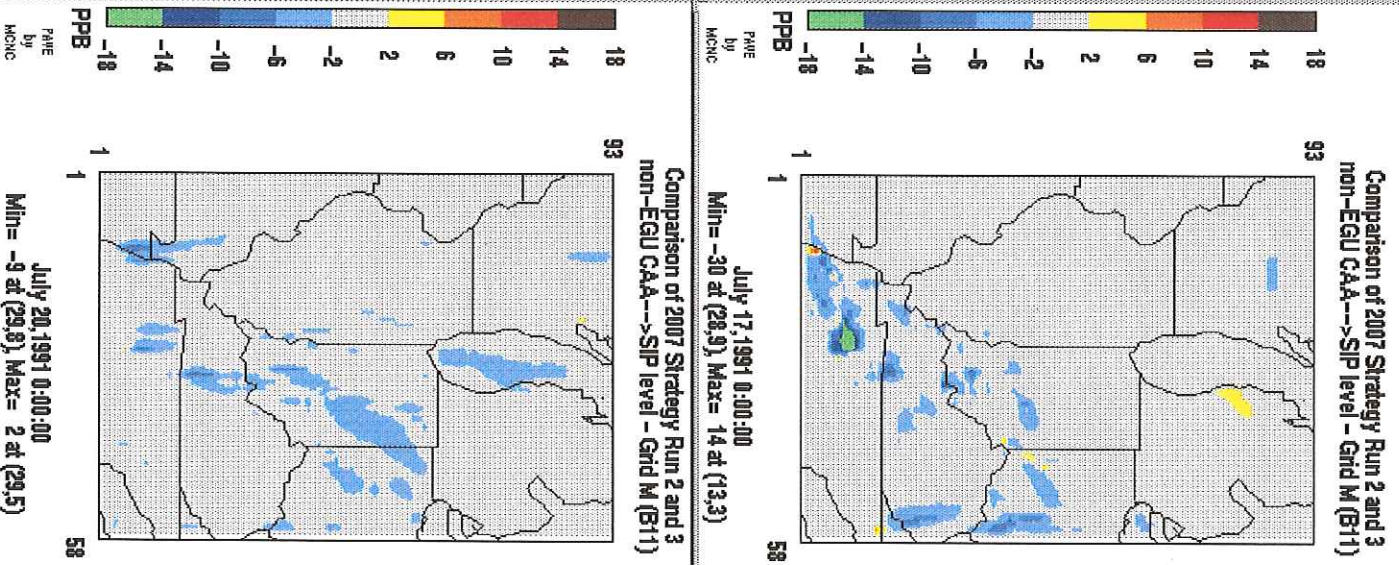 Comparison of 2007 Strategy Run 2 and 3
non-EGU CAA--->SIP level - Grid M (B11)
18
14
10
6
2
-2
-6
-10
-14
-18
PPB
PAVE
by
MCNC
93
1
1
58
July 17,1991 0:00:00
Min= -30 at (28,9), Max= 14 at (13,3)
Comparison of 2007 Strategy Run 2 and 3
non-EGU CAA--->SIP level - Grid M (B11)
18
14
10
6
2
-2
-6
-10
-14
-18
PPB
PAVE
by
MCNC
93
1
1
58
July 20,1991 0:00:00
Min= -9 at (29,8), Max= 2 at (29,5)